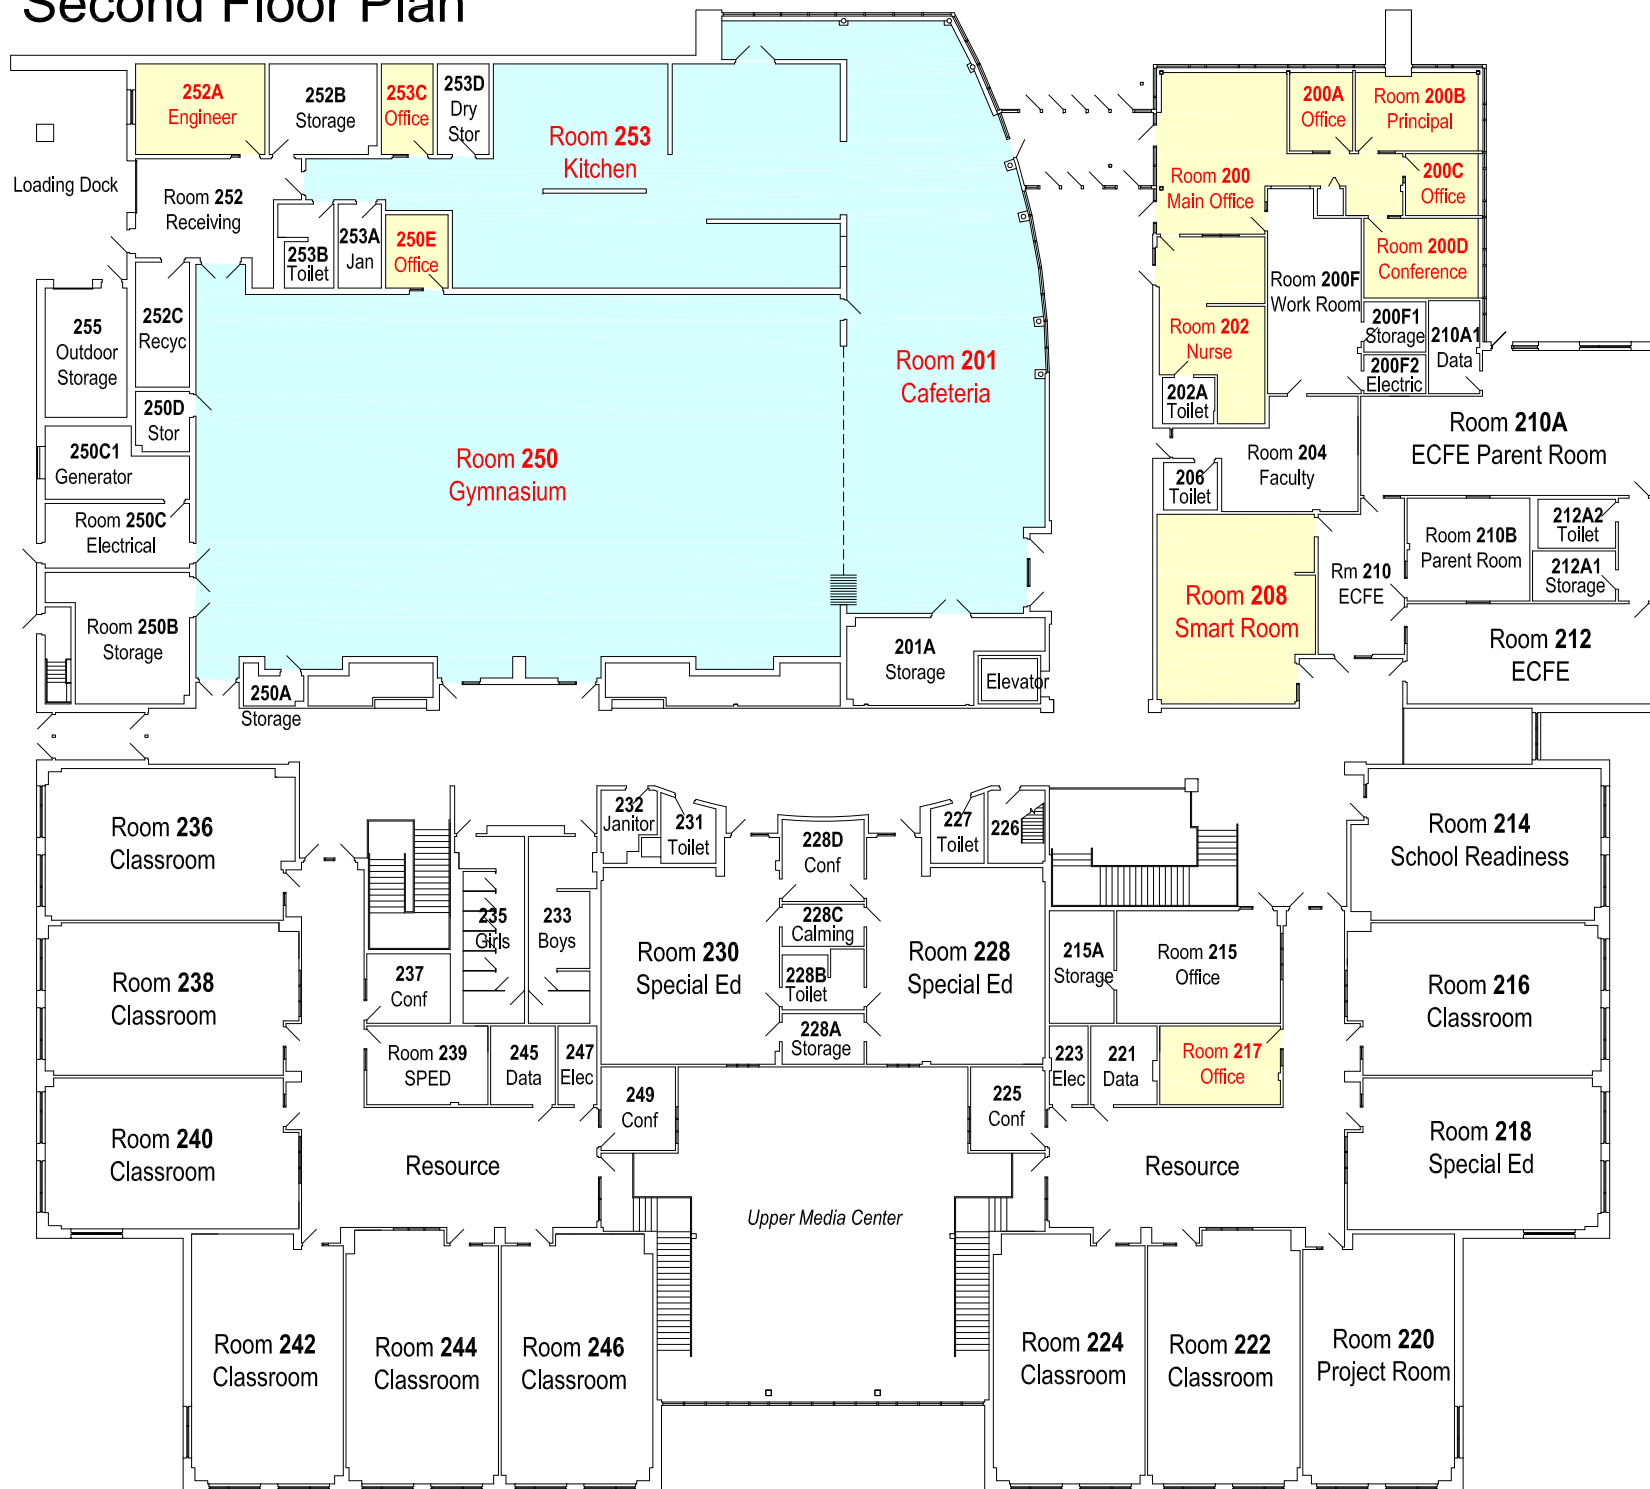 Second Floor Plan
252A
Engineer
252B
Storage
253C
Office
253D
Dry
Stor
Room 253
Kitchen
200A
Office
Room 200B
Principal
Loading Dock
Room 252
Receiving
Room 200
Main Office
200C
Office
253B
Toilet
253A
Jan
250E
Office
Room 200D
Conference
Room 200F
Work Room
255
Outdoor
Storage
252C
Recyc
Room 201
Cafeteria
Room 202
Nurse
200F1
Storage
210A1
Data
200F2
Electric
202A
Toilet
250D
Stor
250C1
Generator
Room 250
Gymnasium
Room 204
Faculty
Room 210A
ECFE Parent Room
206
Toilet
Room 250C
Electrical
Room 210B
Parent Room
212A2
Toilet
212A1
Storage
Rm 210
ECFE
Room 208
Smart Room
Room 250B
Storage
Room 212
ECFE
201A
Storage
Elevator
250A
Storage
Room 236
Classroom
232
Janitor
231
Toilet
228D
Conf
227
Toilet
226
Room 214
School Readiness
235
Girls
233
Boys
228C
Calming
Room 230
Special Ed
Room 228
Special Ed
215A
Storage
Room 215
Office
Room 238
Classroom
237
Conf
228B
Toilet
Room 216
Classroom
228A
Storage
Room 239
SPED
245
Data
247
Elec
223
Elec
221
Data
Room 217
Office
249
Conf
225
Conf
Room 240
Classroom
Room 218
Special Ed
Resource
Resource
Upper Media Center
Room 242
Classroom
Room 244
Classroom
Room 246
Classroom
Room 224
Classroom
Room 222
Classroom
Room 220
Project Room